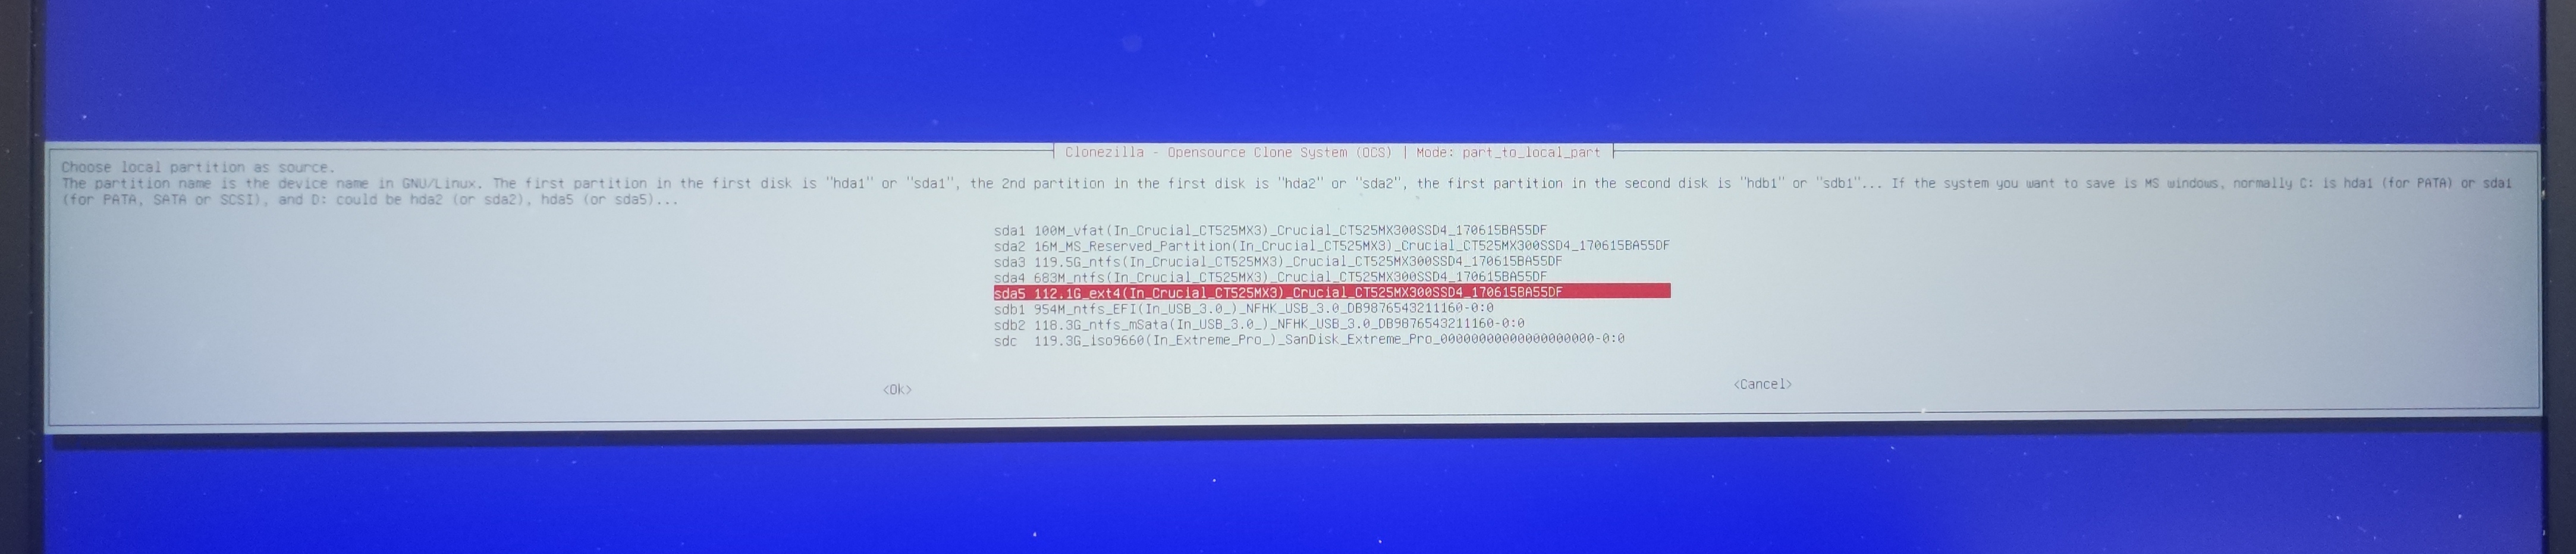 Clonezilla - Opensource Clone System (OCS) | Mode: part_to_local_part
Choose local partition as source.
The partition name is the device name in GNU/Linux. The first partition in the first disk is "hda1" or "sda1", the 2nd partition in the first disk is "hda2" or "sda2", the first partition in the second disk is "hdb1" or "sdb1"... If the system you want to save is MS windows, normally C: is hda1 (for PATA) or sda1
(for PATA, SATA or SCSI), and D: could be hda2 (or sda2), hda5 (or sda5)...
sda1 100M_vfat(In_Crucial_CT525MX3)_Crucial_CT525MX300SSD4_170615BA55DF
sda2 16M_MS_Reserved_Partition(In_Crucial_CT525MX3)_Crucial_CT525MX300SSD4_170615BA55DF
sda3 119.5G_ntfs(In_Crucial_CT525MX3)_Crucial_CT525MX300SSD4_170615BA55DF
sda4 683M_ntfs(In_Crucial_CT525MX3)_Crucial_CT525MX300SSD4_170615BA55DF
sda5 112.1G_ext4(In_Crucial_CT525MX3)_Crucial_CT525MX300SSD4_170615BA55DF
sdb1 954M_ntfs_EFI(In_USB_3.0_)_NFHK_USB_3.0_DB9876543211160-0:0
sdb2 118.3G_ntfs_mSata(In_USB_3.0_)_NFHK_USB_3.0_DB9876543211160-0:0
sdc 119.3G_iso9660(In_Extreme_Pro_)_SanDisk_Extreme_Pro_00000000000000000000-0:0
<Ok> <Cancel>